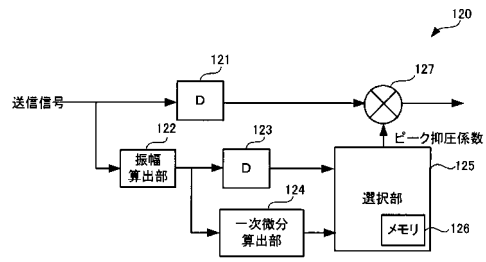 120
121
127
送信信号
D
122
123
ピーク抑圧係数
振幅
算出部
D
125
124
選択部
一次微分
算出部
メモリ
126